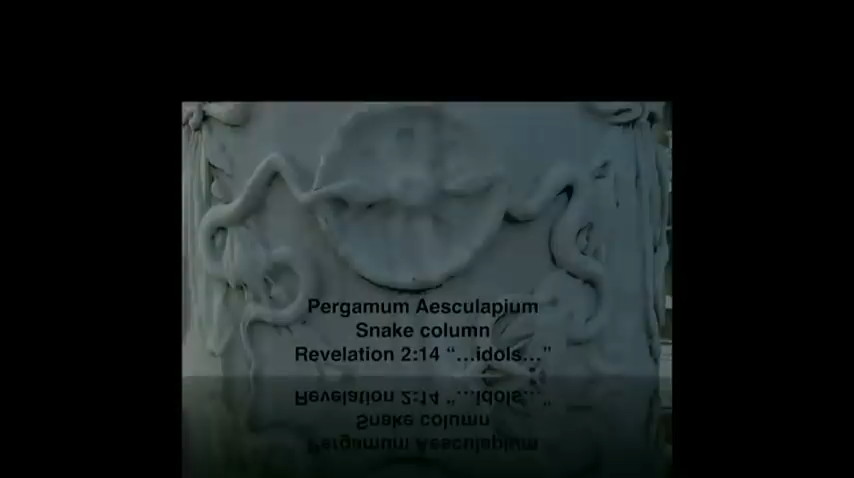 Pergamum Aesculapium
Snake column
Revelation 2:14 “…idols…”